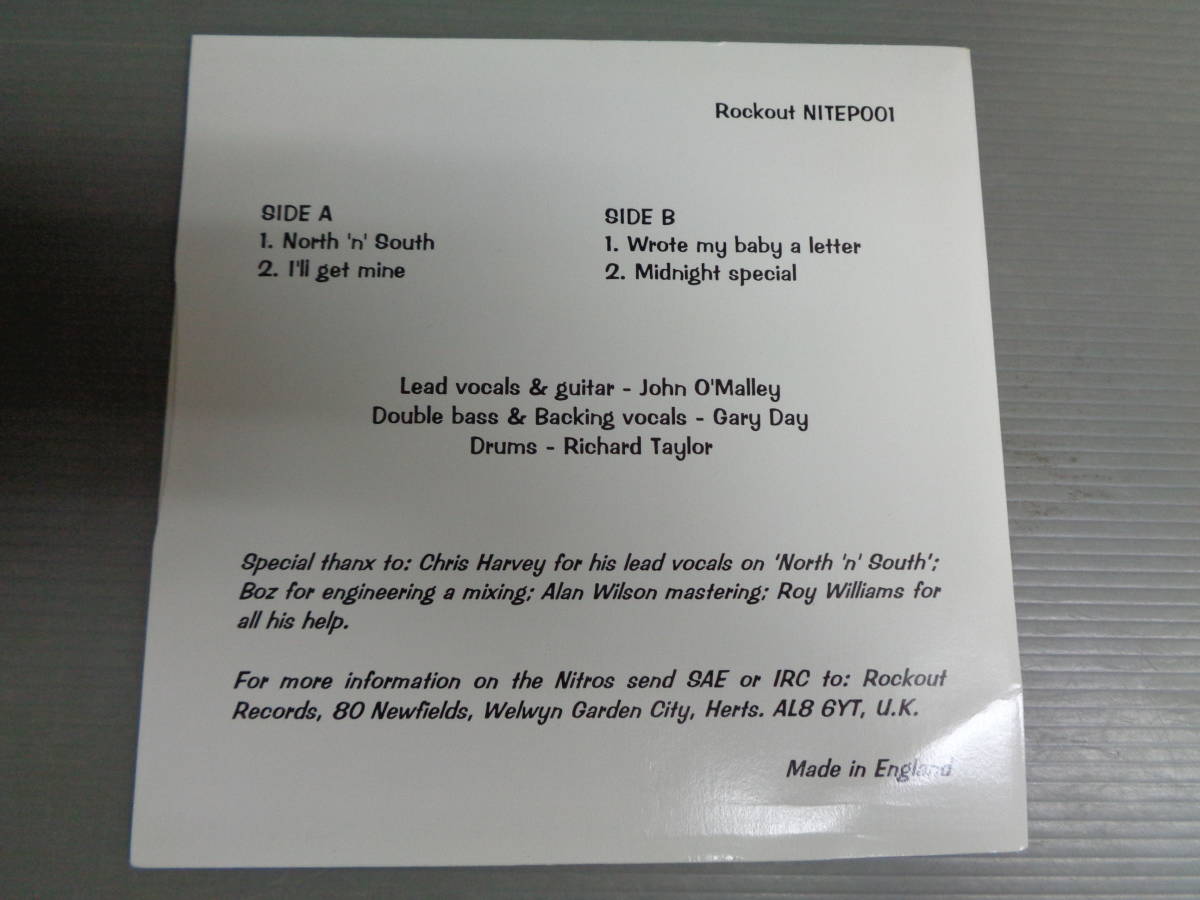 Rockout NITEP001
SIDE A
1. North 'n' South
2. I'll get mine
SIDE B
1. Wrote my baby a letter
2. Midnight special
Lead vocals & guitar - John O'Malley
Double bass & Backing vocals - Gary Day
Drums - Richard Taylor
Special thanx to: Chris Harvey for his lead vocals on 'North 'n' South';
Boz for engineering a mixing; Alan Wilson mastering; Roy Williams for
all his help.
For more information on the Nitros send SAE or IRC to: Rockout
Records, 80 Newfields, Welwyn Garden City, Herts. AL8 6YT, U.K.
Made in England